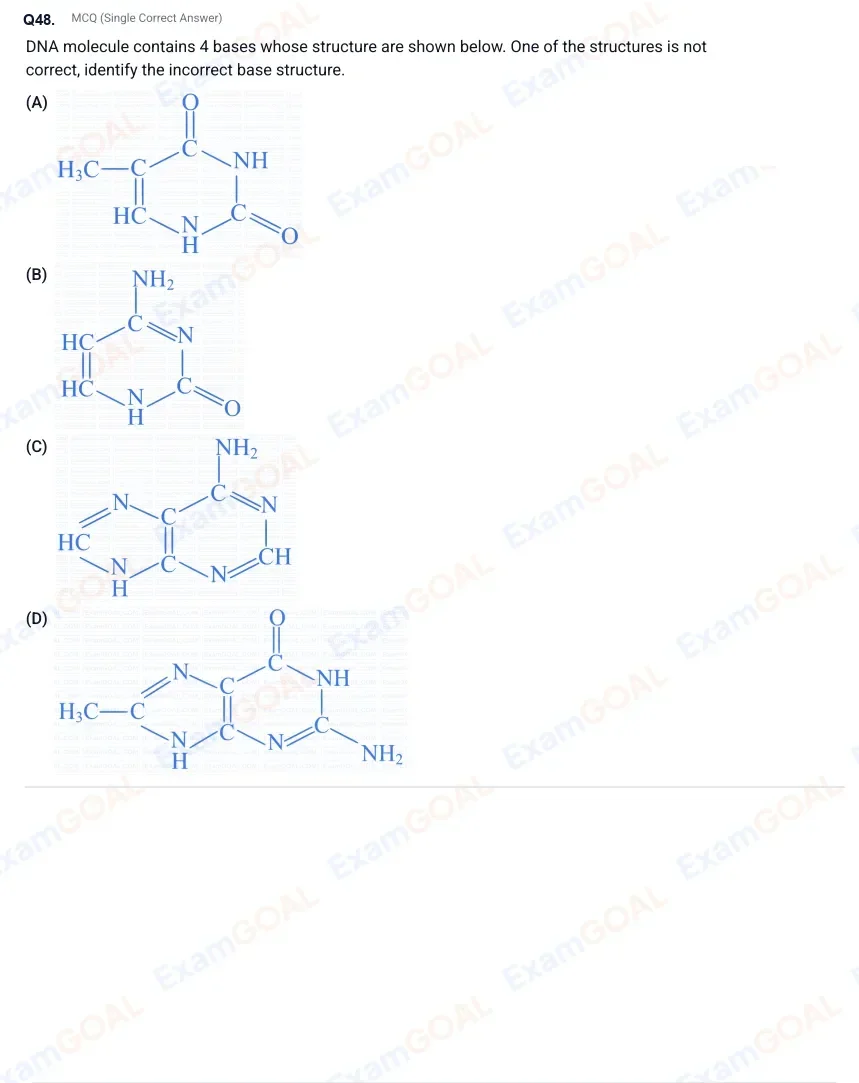 Q48. MCQ (Single Correct Answer)
DNA molecule contains 4 bases whose structure are shown below. One of the structures is not
correct, identify the incorrect base structure.
(A)
O
C
H₃C—C NH
HC C
N O
H
(B)
NH₂
C
HC N
HC C
N O
H
(C)
NH₂
C N
N C
HC CH
N C N
H
(D)
O
C
N C NH
H₃C—C
N C N C
H NH₂
ExamGOAL